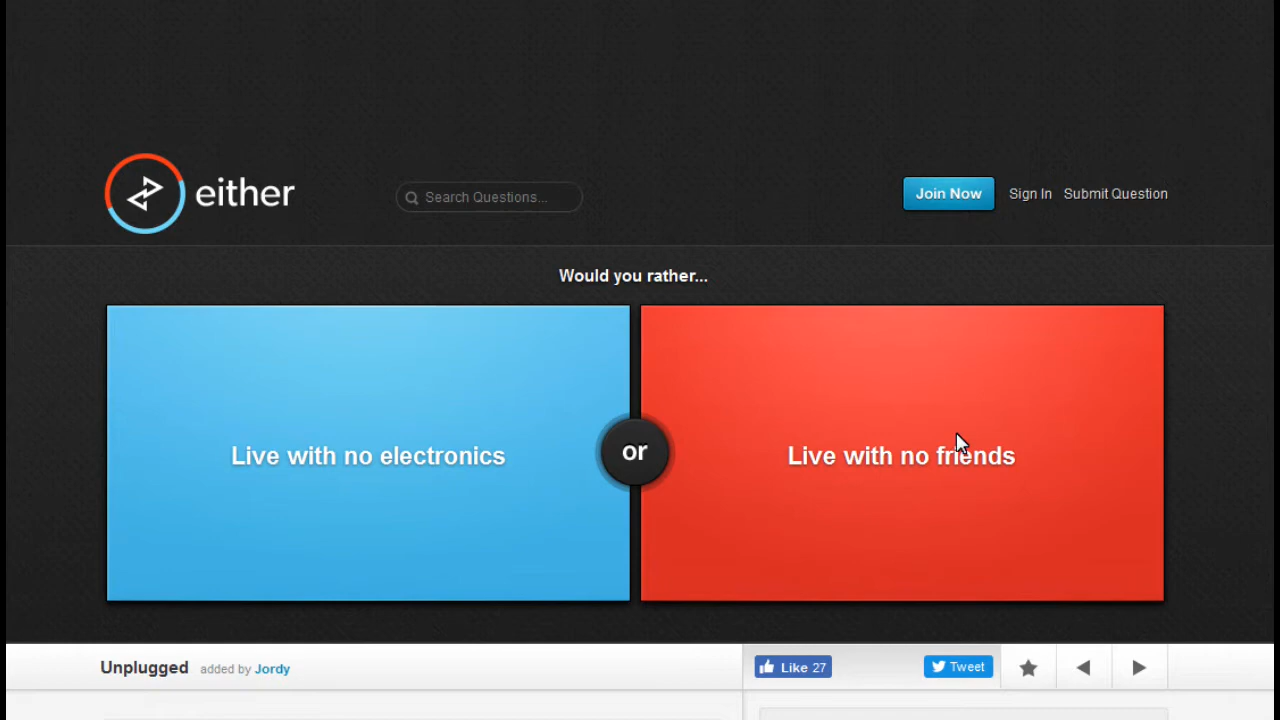 either
Search Questions...
Join Now
Sign In
Submit Question
Would you rather...
Live with no electronics
or
Live with no friends
Unplugged
added by Jordy
Like 27
Tweet